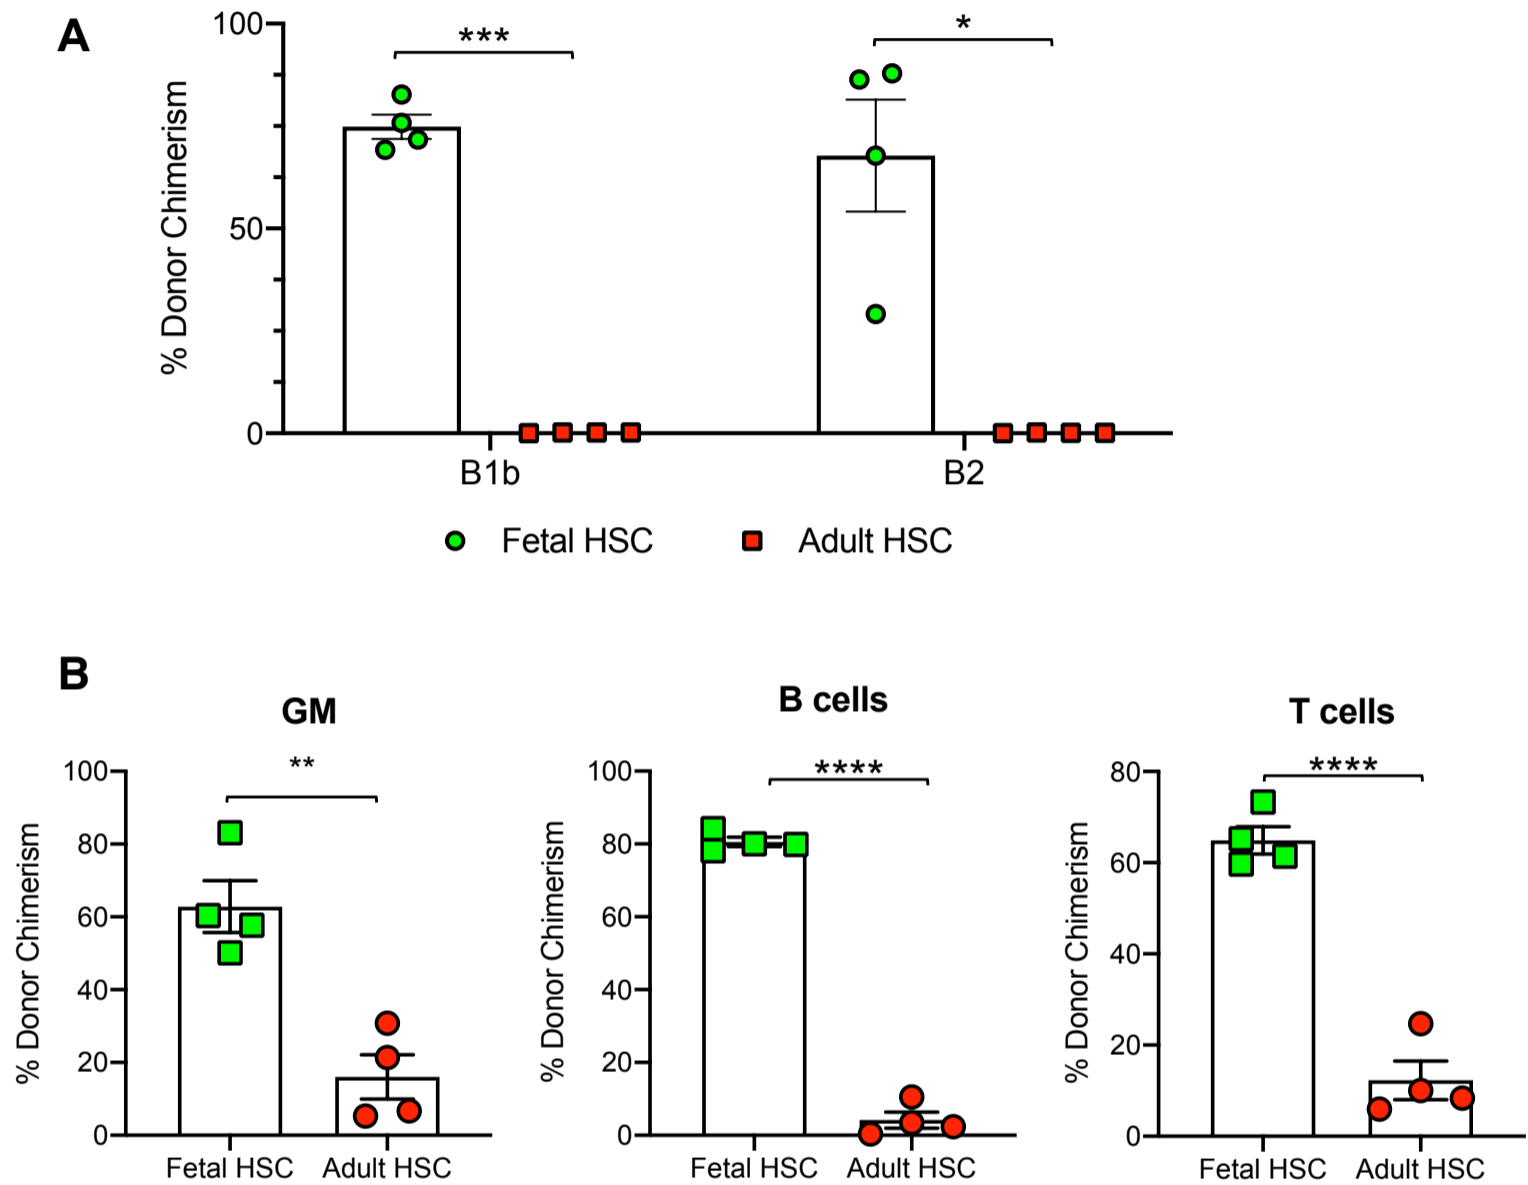 A
% Donor Chimerism
100
50
0
***
*
B1b
B2
Fetal HSC
Adult HSC
B
GM
% Donor Chimerism
100
80
60
40
20
0
**
Fetal HSC
Adult HSC
B cells
% Donor Chimerism
100
80
60
40
20
0
****
Fetal HSC
Adult HSC
T cells
% Donor Chimerism
80
60
40
20
0
****
Fetal HSC
Adult HSC